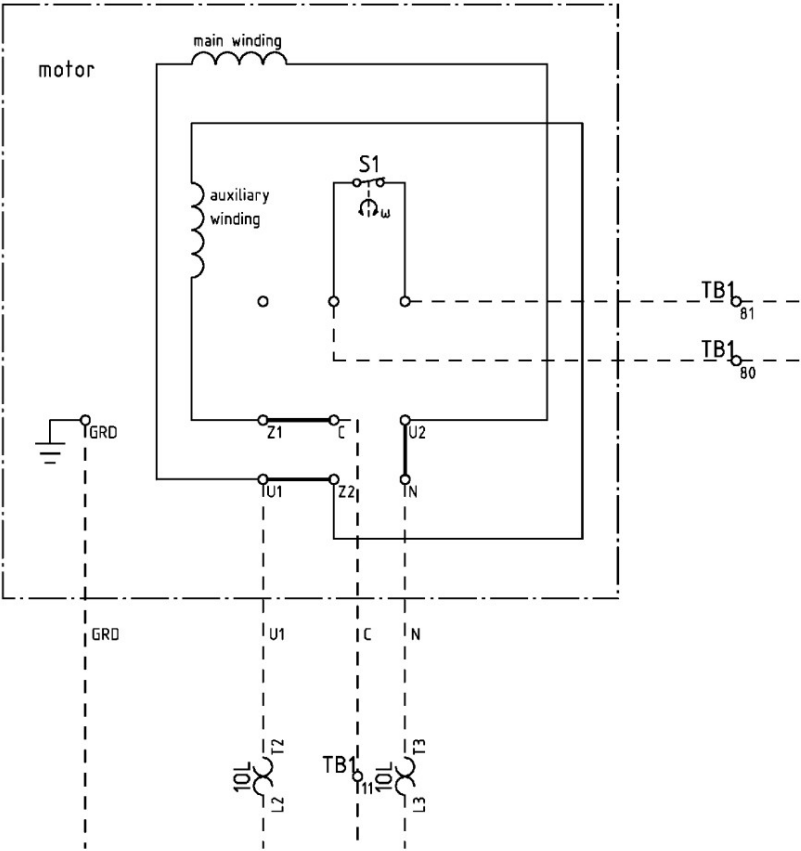 main winding
motor
S1
auxiliary
winding
ω
TB1
81
TB1
80
GRD
Z1
C
U2
U1
Z2
N
GRD
U1
C
N
T2
T3
10L
TB1
10L
11
L2
L3